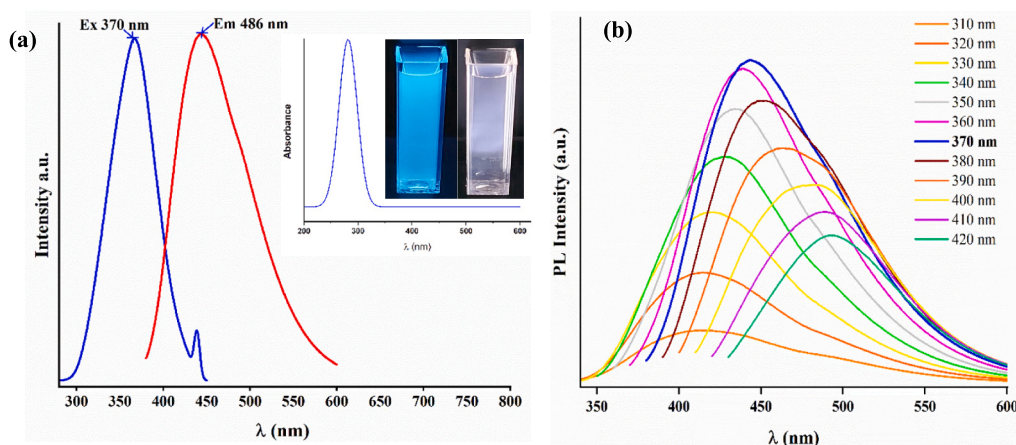 (a)
Ex 370 nm
Em 486 nm
Intensity a.u.
300 350 400 450 500 550 600 650 700 750 800
λ (nm)
Absorbance
200 300 400 500 600
λ (nm)
(b)
PL Intensity (a.u.)
310 nm
320 nm
330 nm
340 nm
350 nm
360 nm
370 nm
380 nm
390 nm
400 nm
410 nm
420 nm
350 400 450 500 550 600
λ (nm)